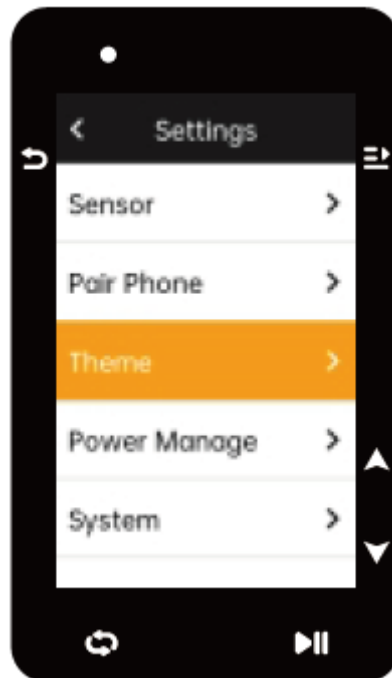 Settings
Sensor
Pair Phone
Theme
Power Manage
System